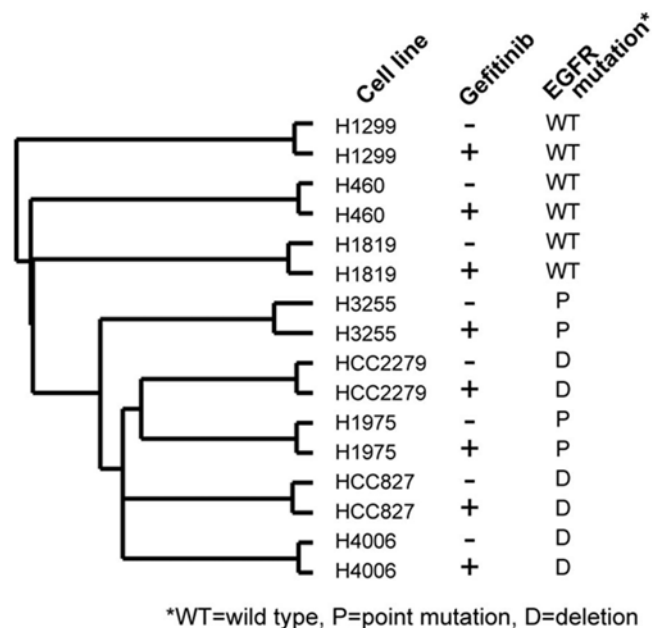 Cell line Gefitinib EGFR mutation*
H1299 - WT
H1299 + WT
H460 - WT
H460 + WT
H1819 - WT
H1819 + WT
H3255 - P
H3255 + P
HCC2279 - D
HCC2279 + D
H1975 - P
H1975 + P
HCC827 - D
HCC827 + D
H4006 - D
H4006 + D
*WT=wild type, P=point mutation, D=deletion